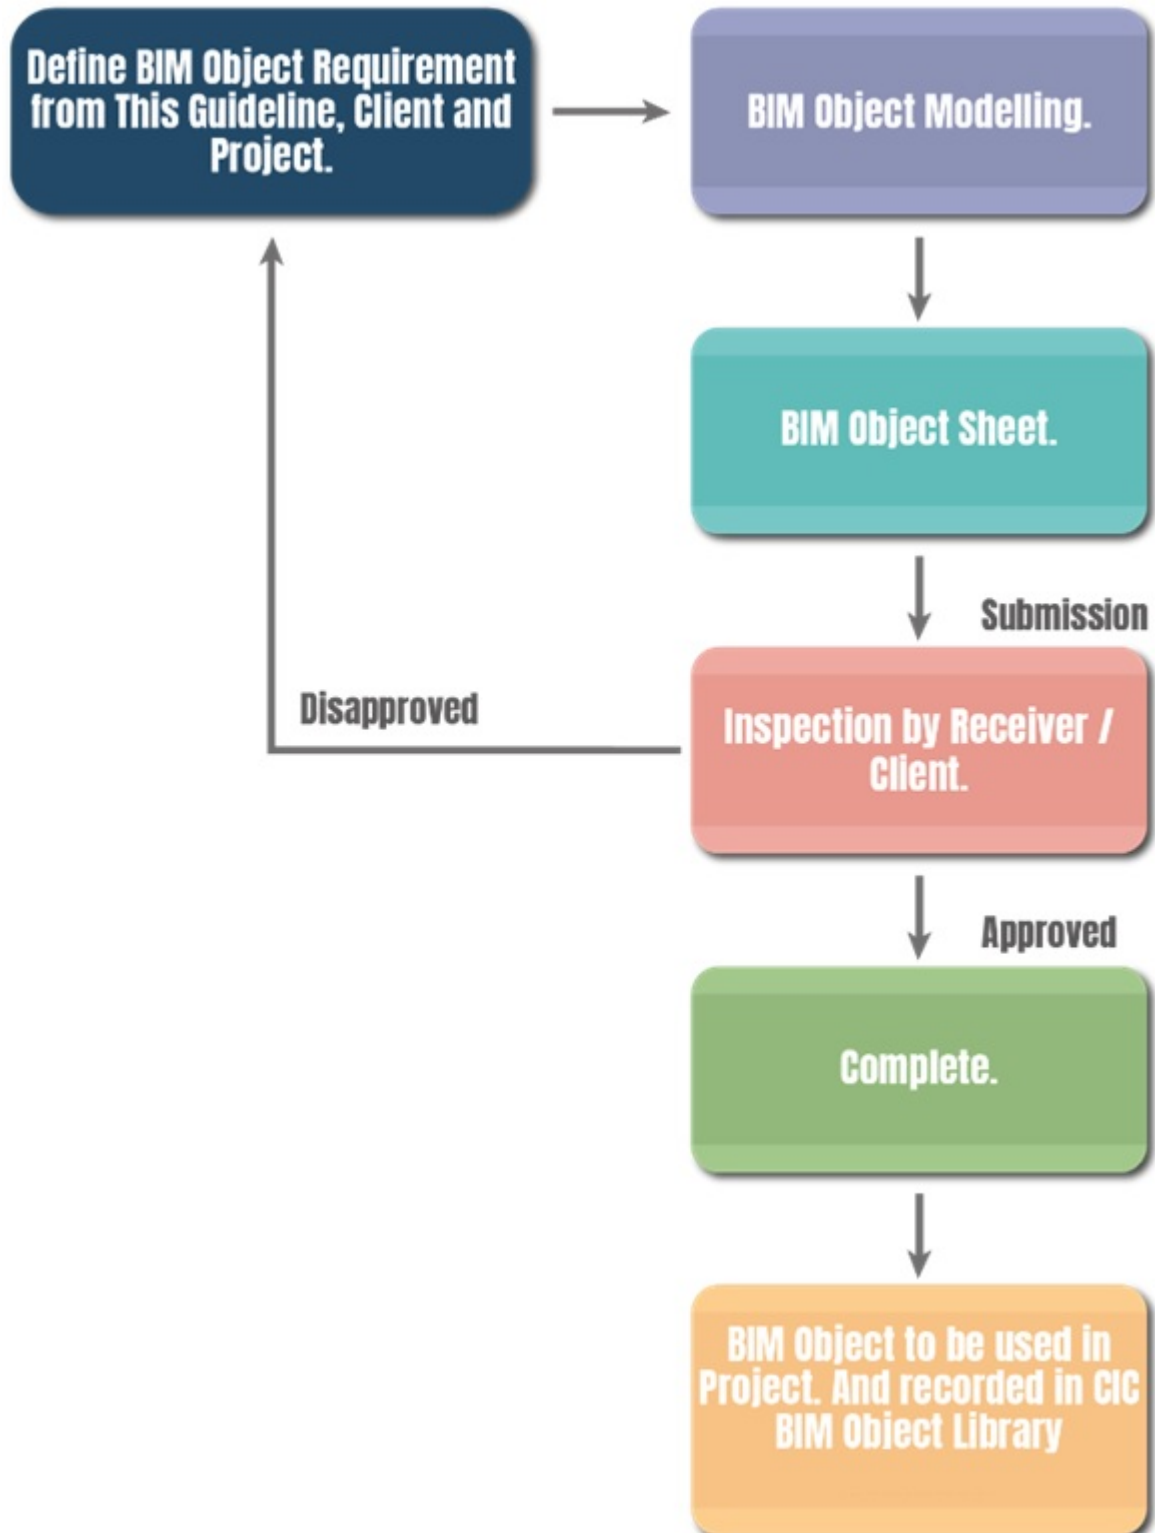 Define BIM Object Requirement
from This Guideline, Client and
Project.
BIM Object Modelling.
BIM Object Sheet.
Submission
Inspection by Receiver /
Client.
Disapproved
Approved
Complete.
BIM Object to be used in
Project. And recorded in CIC
BIM Object Library